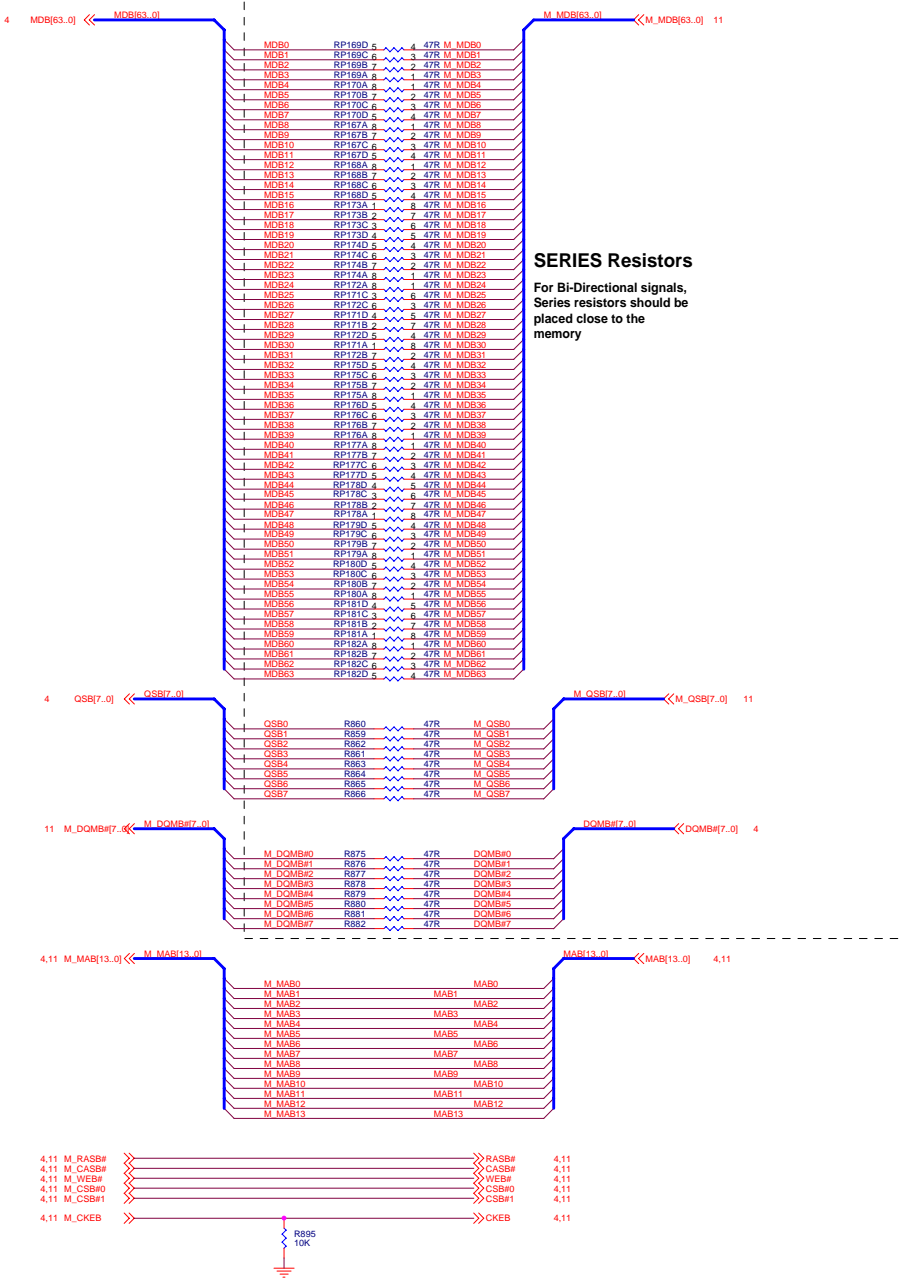 4 MDB[63..0] MDB[63..0] M_MDB[63..0] M_MDB[63..0] 11
MDB0 RP169D 5 4 47R M_MDB0
MDB1 RP169C 6 3 47R M_MDB1
MDB2 RP169B 7 2 47R M_MDB2
MDB3 RP169A 8 1 47R M_MDB3
MDB4 RP170A 8 1 47R M_MDB4
MDB5 RP170B 7 2 47R M_MDB5
MDB6 RP170C 6 3 47R M_MDB6
MDB7 RP170D 5 4 47R M_MDB7
MDB8 RP167A 8 1 47R M_MDB8
MDB9 RP167B 7 2 47R M_MDB9
MDB10 RP167C 6 3 47R M_MDB10
MDB11 RP167D 5 4 47R M_MDB11
MDB12 RP168A 8 1 47R M_MDB12
MDB13 RP168B 7 2 47R M_MDB13
MDB14 RP168C 6 3 47R M_MDB14
MDB15 RP168D 5 4 47R M_MDB15
MDB16 RP173A 1 8 47R M_MDB16
MDB17 RP173B 2 7 47R M_MDB17
MDB18 RP173C 3 6 47R M_MDB18
MDB19 RP173D 4 5 47R M_MDB19
MDB20 RP174D 5 4 47R M_MDB20
MDB21 RP174C 6 3 47R M_MDB21
MDB22 RP174B 7 2 47R M_MDB22
MDB23 RP174A 8 1 47R M_MDB23
MDB24 RP172A 8 1 47R M_MDB24
MDB25 RP171C 3 6 47R M_MDB25
MDB26 RP172C 6 3 47R M_MDB26
MDB27 RP171D 4 5 47R M_MDB27
MDB28 RP171B 2 7 47R M_MDB28
MDB29 RP172D 5 4 47R M_MDB29
MDB30 RP171A 1 8 47R M_MDB30
MDB31 RP172B 7 2 47R M_MDB31
MDB32 RP175D 5 4 47R M_MDB32
MDB33 RP175C 6 3 47R M_MDB33
MDB34 RP175B 7 2 47R M_MDB34
MDB35 RP175A 8 1 47R M_MDB35
MDB36 RP176D 5 4 47R M_MDB36
MDB37 RP176C 6 3 47R M_MDB37
MDB38 RP176B 7 2 47R M_MDB38
MDB39 RP176A 8 1 47R M_MDB39
MDB40 RP177A 8 1 47R M_MDB40
MDB41 RP177B 7 2 47R M_MDB41
MDB42 RP177C 6 3 47R M_MDB42
MDB43 RP177D 5 4 47R M_MDB43
MDB44 RP178D 4 5 47R M_MDB44
MDB45 RP178C 3 6 47R M_MDB45
MDB46 RP178B 2 7 47R M_MDB46
MDB47 RP178A 1 8 47R M_MDB47
MDB48 RP179D 5 4 47R M_MDB48
MDB49 RP179C 6 3 47R M_MDB49
MDB50 RP179B 7 2 47R M_MDB50
MDB51 RP179A 8 1 47R M_MDB51
MDB52 RP180D 5 4 47R M_MDB52
MDB53 RP180C 6 3 47R M_MDB53
MDB54 RP180B 7 2 47R M_MDB54
MDB55 RP180A 8 1 47R M_MDB55
MDB56 RP181D 4 5 47R M_MDB56
MDB57 RP181C 3 6 47R M_MDB57
MDB58 RP181B 2 7 47R M_MDB58
MDB59 RP181A 1 8 47R M_MDB59
MDB60 RP182A 8 1 47R M_MDB60
MDB61 RP182B 7 2 47R M_MDB61
MDB62 RP182C 6 3 47R M_MDB62
MDB63 RP182D 5 4 47R M_MDB63
SERIES Resistors
For Bi-Directional signals,
Series resistors should be
placed close to the
memory
4 QSB[7..0] QSB[7..0] M_QSB[7..0] M_QSB[7..0] 11
QSB0 R860 47R M_QSB0
QSB1 R859 47R M_QSB1
QSB2 R862 47R M_QSB2
QSB3 R861 47R M_QSB3
QSB4 R863 47R M_QSB4
QSB5 R864 47R M_QSB5
QSB6 R865 47R M_QSB6
QSB7 R866 47R M_QSB7
11 M_DQMB#[7..0] M_DQMB#[7..0] DQMB#[7..0] DQMB#[7..0] 4
M_DQMB#0 R875 47R DQMB#0
M_DQMB#1 R876 47R DQMB#1
M_DQMB#2 R877 47R DQMB#2
M_DQMB#3 R878 47R DQMB#3
M_DQMB#4 R879 47R DQMB#4
M_DQMB#5 R880 47R DQMB#5
M_DQMB#6 R881 47R DQMB#6
M_DQMB#7 R882 47R DQMB#7
4,11 M_MAB[13..0] M_MAB[13..0] MAB[13..0] MAB[13..0] 4,11
M_MAB0 MAB0
M_MAB1 MAB1
M_MAB2 MAB2
M_MAB3 MAB3
M_MAB4 MAB4
M_MAB5 MAB5
M_MAB6 MAB6
M_MAB7 MAB7
M_MAB8 MAB8
M_MAB9 MAB9
M_MAB10 MAB10
M_MAB11 MAB11
M_MAB12 MAB12
M_MAB13 MAB13
4,11 M_RASB# RASB# 4,11
4,11 M_CASB# CASB# 4,11
4,11 M_WEB# WEB# 4,11
4,11 M_CSB#0 CSB#0 4,11
4,11 M_CSB#1 CSB#1 4,11
4,11 M_CKEB CKEB 4,11
R895
10K